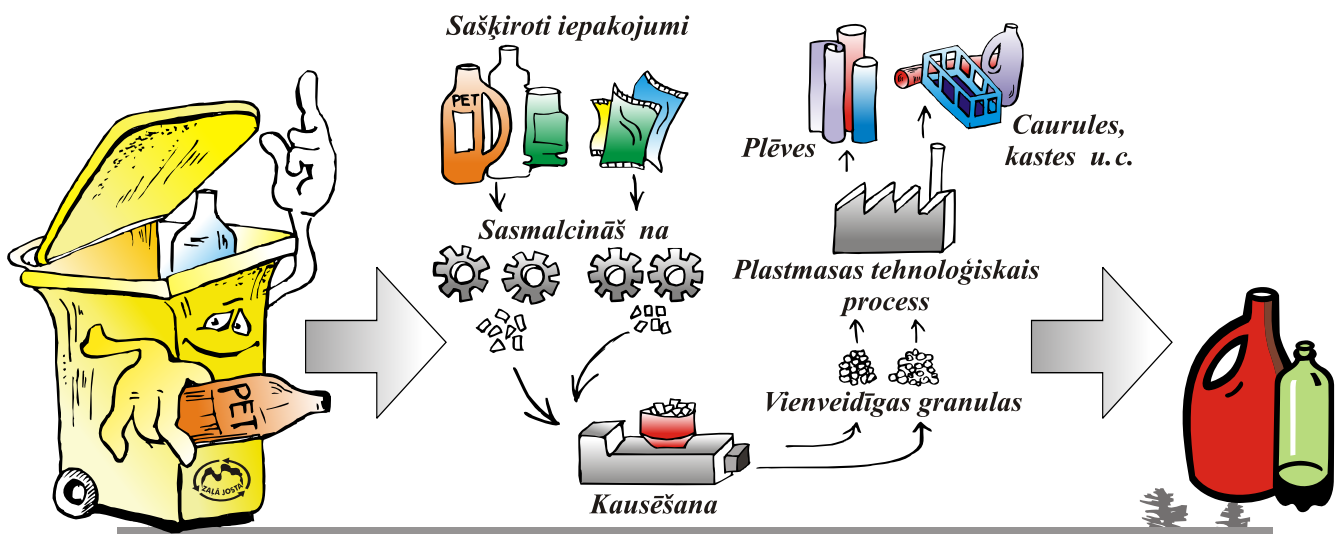 Sašķiroti iepakojumi
PET
Sasmalcināš na
Kausēšana
Vienveidīgas granulas
Plastmasas tehnoloģiskais
process
Plēves
Caurules,
kastes u. c.
PET
ZAĻĀ JOSTA